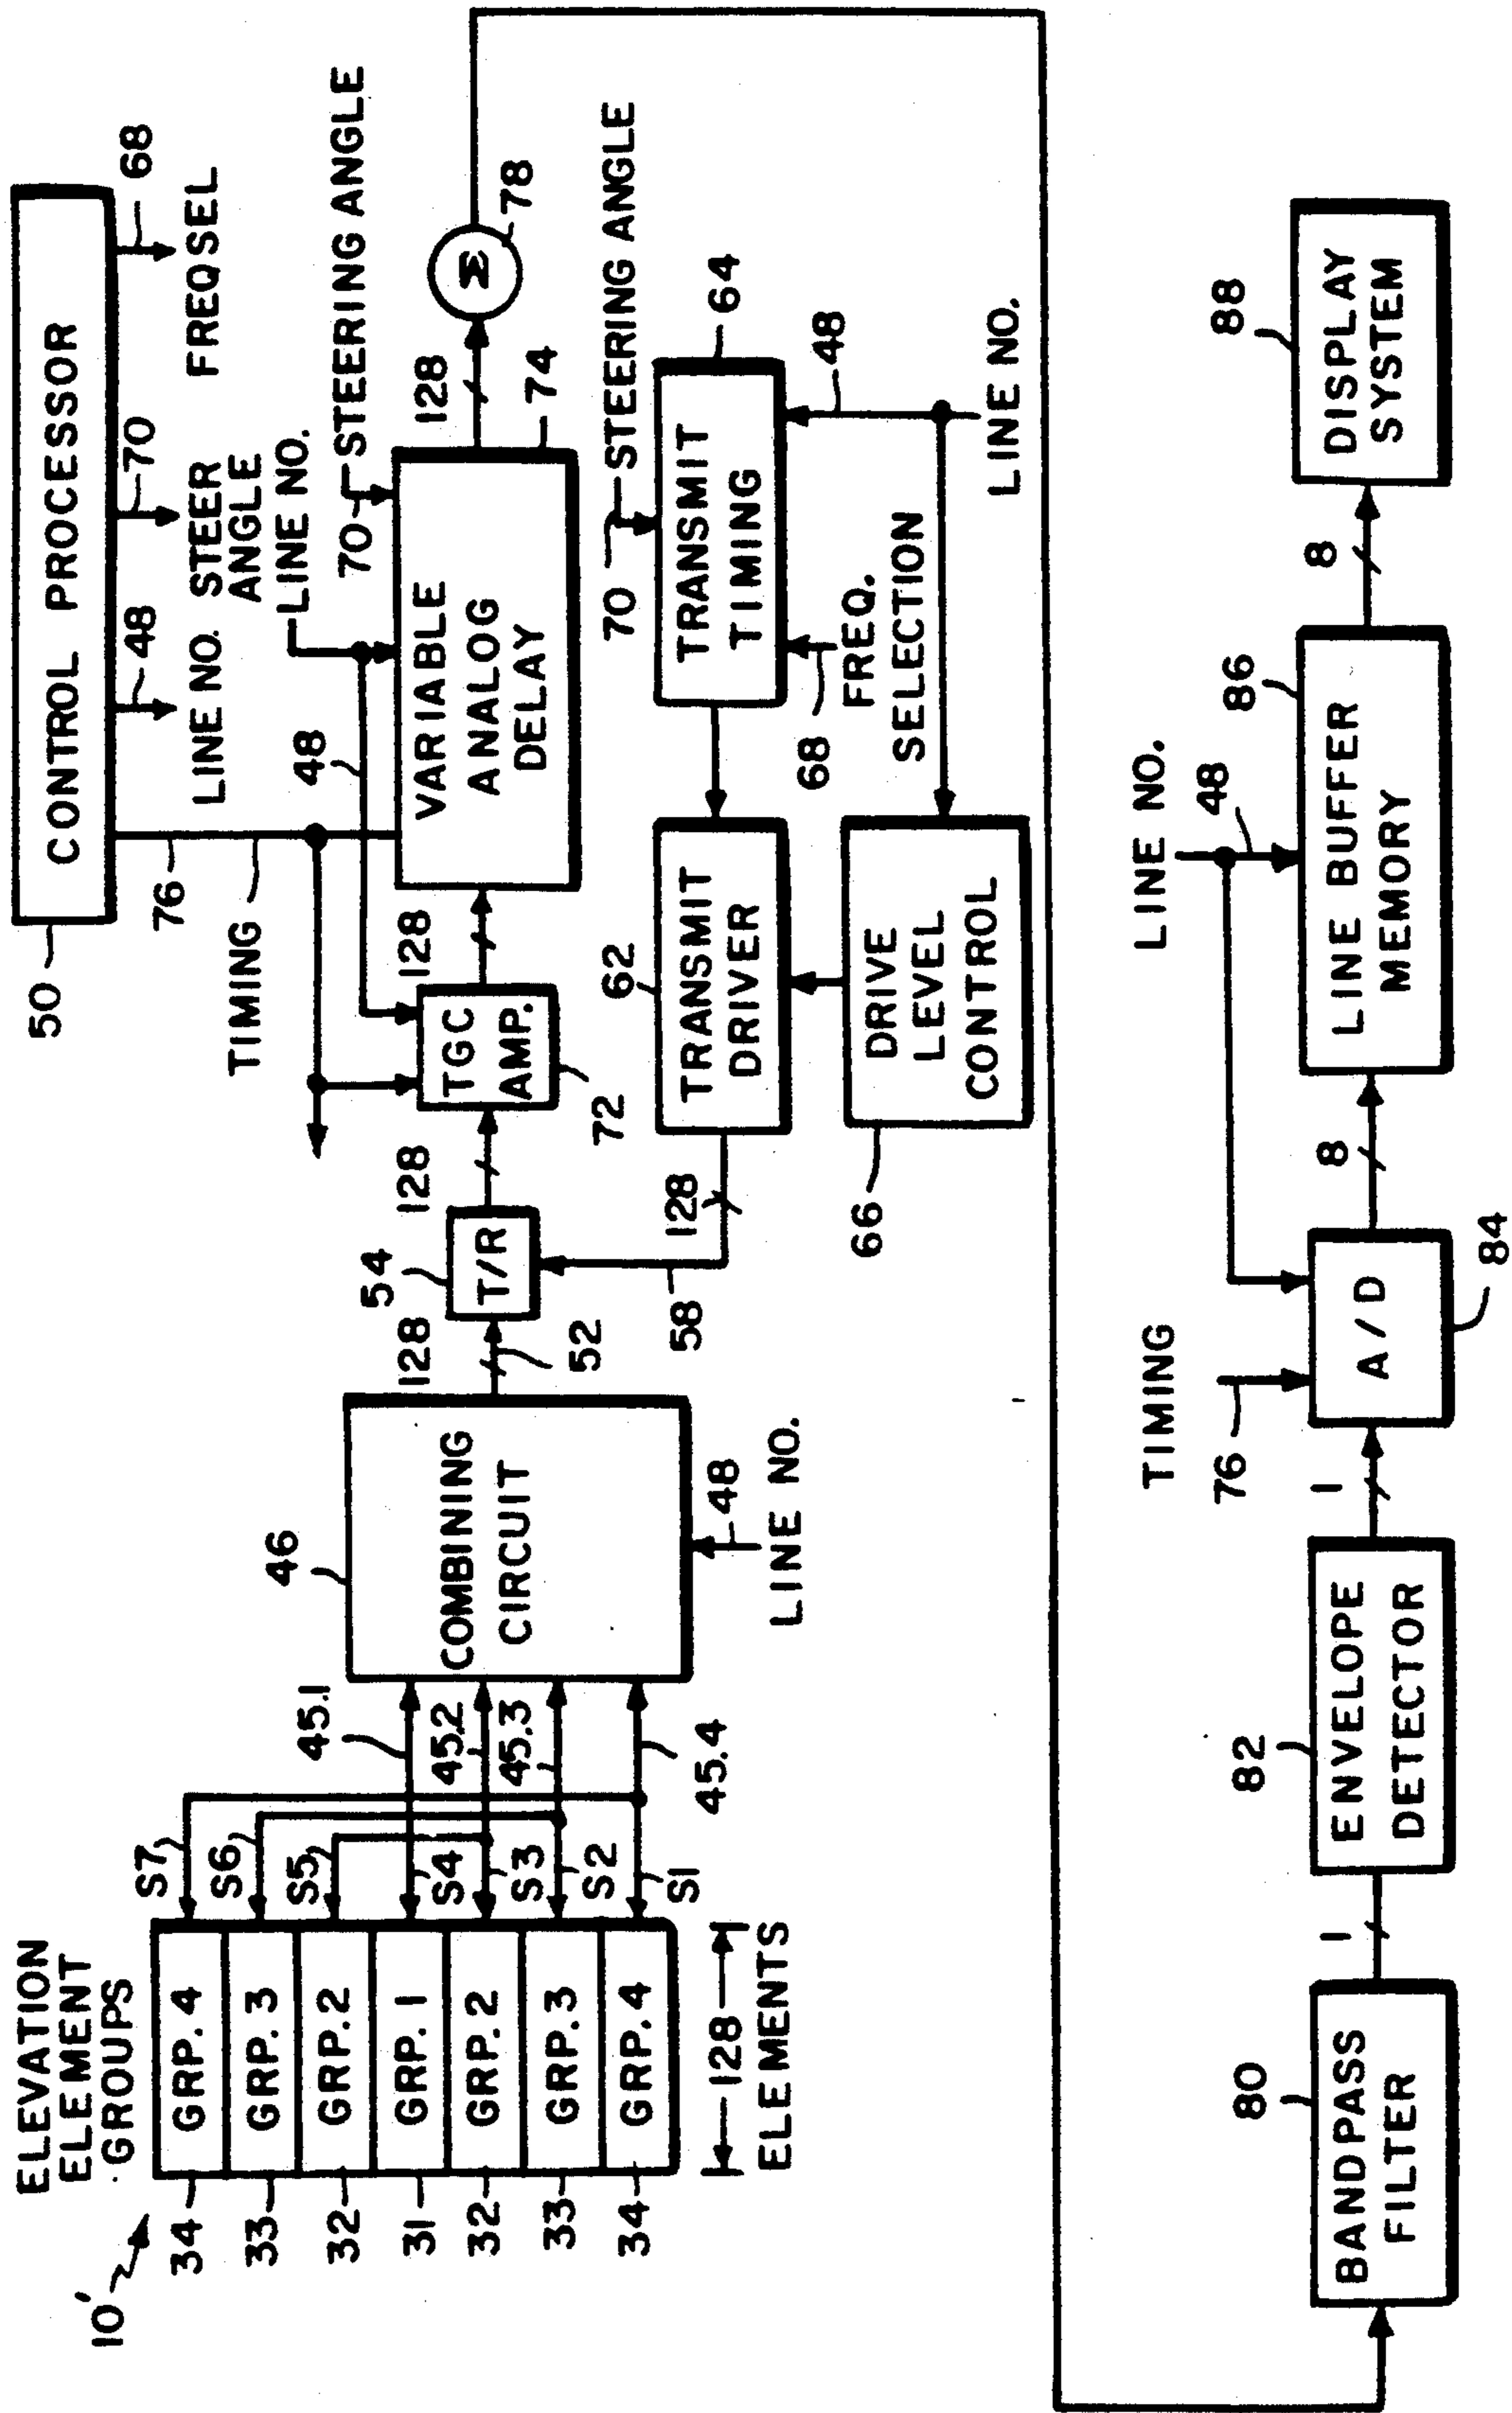 50
CONTROL PROCESSOR
76
48
70
68
TIMING
LINE NO.
STEER
ANGLE
FREQ SEL
LINE NO.
48
70
STEERING ANGLE
ELEVATION
ELEMENT
GROUPS
10'
34
GRP. 4
33
GRP. 3
32
GRP. 2
31
GRP. 1
32
GRP. 2
33
GRP. 3
34
GRP. 4
128
ELEMENTS
S7
S6
S5
S4
S3
S2
S1
45.1
45.2
45.3
45.4
46
COMBINING
CIRCUIT
48
LINE NO.
128
52
54
T/R
128
TGC
AMP.
72
128
VARIABLE
ANALOG
DELAY
74
128
Σ
78
58
128
62
TRANSMIT
DRIVER
70
STEERING ANGLE
TRANSMIT
TIMING
64
68
FREQ.
SELECTION
48
LINE NO.
66
DRIVE
LEVEL
CONTROL
80
BANDPASS
FILTER
1
82
ENVELOPE
DETECTOR
1
TIMING
76
A/D
84
8
LINE NO.
48
86
LINE BUFFER
MEMORY
8
88
DISPLAY
SYSTEM